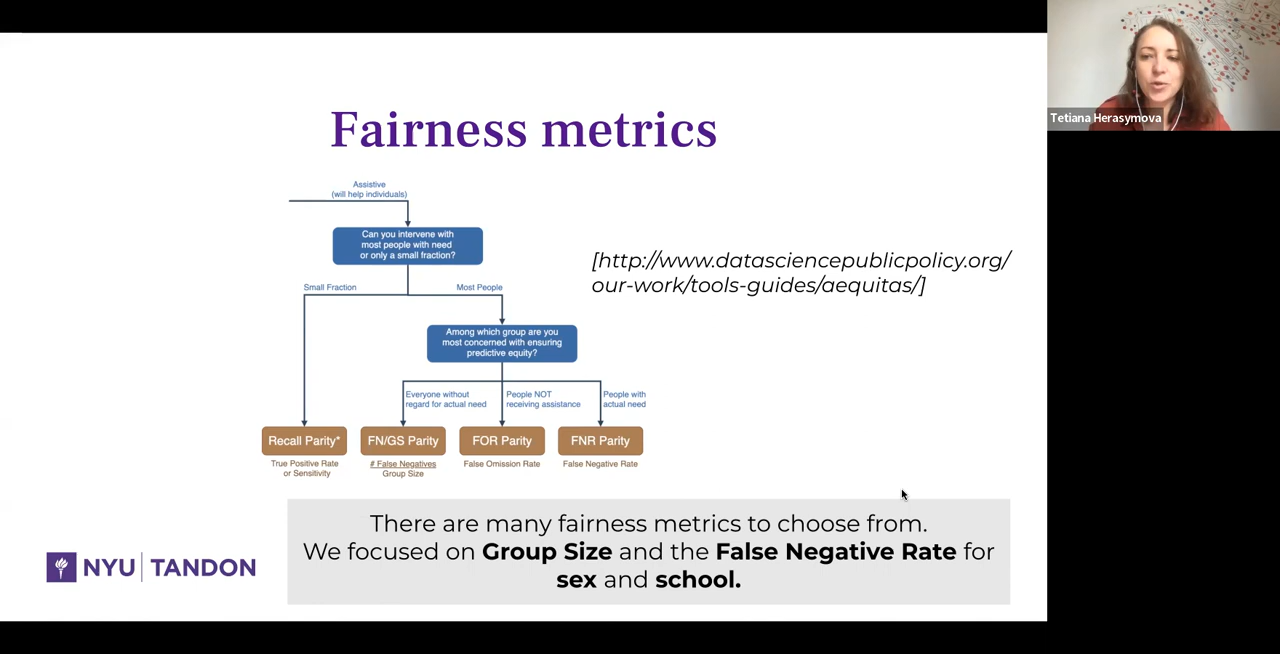 Fairness metrics
Assistive
(will help individuals)
Can you intervene with
most people with need
or only a small fraction?
Small Fraction
Most People
Among which group are you
most concerned with ensuring
predictive equity?
Everyone without
regard for actual need
People NOT
receiving assistance
People with
actual need
Recall Parity*
FN/GS Parity
FOR Parity
FNR Parity
True Positive Rate
or Sensitivity
# False Negatives
Group Size
False Omission Rate
False Negative Rate
[http://www.datasciencepublicpolicy.org/
our-work/tools-guides/aequitas/]
There are many fairness metrics to choose from.
We focused on Group Size and the False Negative Rate for
sex and school.
NYU TANDON
Tetiana Herasymova